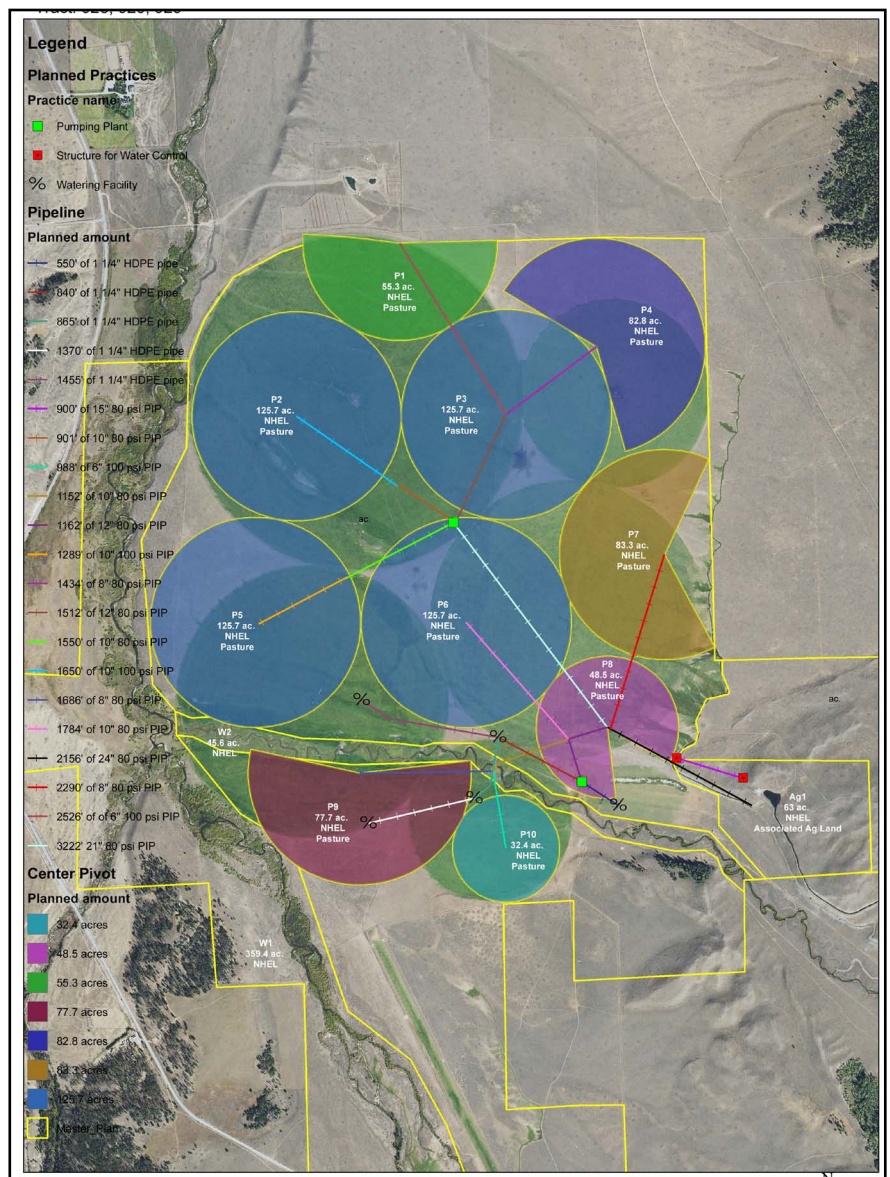 Legend
Planned Practices
Practice name
Pumping Plant
Structure for Water Control
% Watering Facility
Pipeline
Planned amount
550' of 1 1/4" HDPE pipe
840' of 1 1/4" HDPE pipe
865' of 1 1/4" HDPE pipe
1370' of 1 1/4" HDPE pipe
1455' of 1 1/4" HDPE pipe
900' of 15" 80 psi PIP
901' of 10" 80 psi PIP
988' of 6" 100 psi PIP
1152' of 10" 80 psi PIP
1162' of 12" 80 psi PIP
1289' of 10" 100 psi PIP
1434' of 8" 80 psi PIP
1512' of 12" 80 psi PIP
1550' of 10" 80 psi PIP
1650' of 10" 100 psi PIP
1686' of 8" 80 psi PIP
1784' of 10" 80 psi PIP
2156' of 24" 80 psi PIP
2290' of 8" 80 psi PIP
2526' of of 6" 100 psi PIP
3222' 21" 80 psi PIP
Center Pivot
Planned amount
32.4 acres
48.5 acres
55.3 acres
77.7 acres
82.8 acres
83.3 acres
125.7 acres
Master_Plan
P1
55.3 ac.
NHEL
Pasture
P4
82.8 ac.
NHEL
Pasture
P2
125.7 ac.
NHEL
Pasture
P3
125.7 ac.
NHEL
Pasture
ac.
P7
83.3 ac.
NHEL
Pasture
P5
125.7 ac.
NHEL
Pasture
P6
125.7 ac.
NHEL
Pasture
P8
48.5 ac.
NHEL
Pasture
ac.
%
%
W2
45.6 ac.
NHEL
%
%
%
P9
77.7 ac.
NHEL
Pasture
P10
32.4 ac.
NHEL
Pasture
Ag1
63 ac.
NHEL
Associated Ag Land
W1
359.4 ac.
NHEL